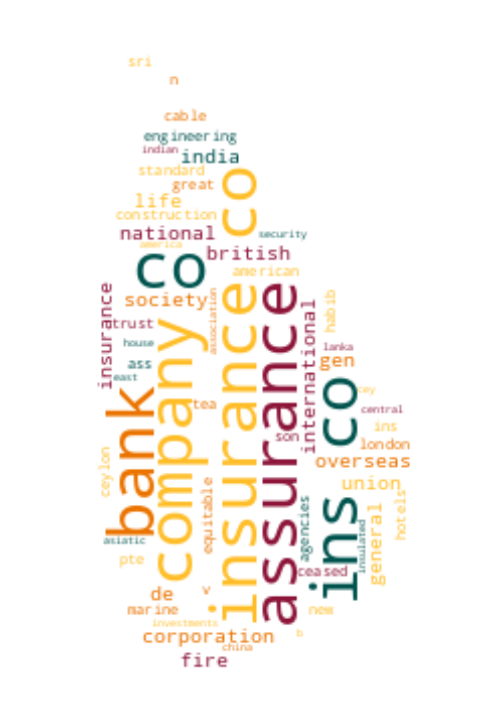 sri
n
cable
engineering
indian
india
standard
great
life
co
construction
national
security
america
british
co
american
society
insurance
association
company
insurance
assurance
international
habib
trust
house
lanka
gen
ass
east
co
key
bank
tea
central
son
ins
london
overseas
ceylon
equitable
union
ins
agencies
general
hotels
insulated
asiatic
pte
ceased
de
v
marine
new
investments
corporation
b
china
fire